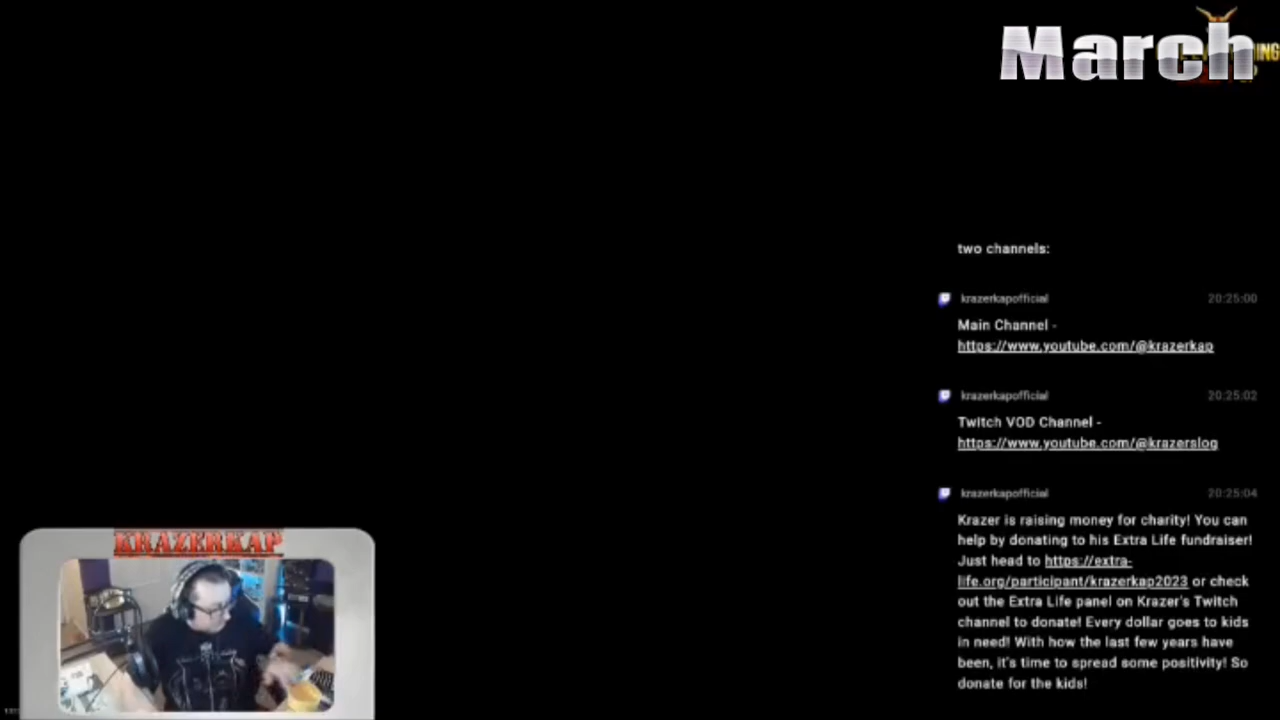 March
two channels:
krazerkapofficial 20:25:00
Main Channel -
https://www.youtube.com/@krazerkap
krazerkapofficial 20:25:02
Twitch VOD Channel -
https://www.youtube.com/@krazerslog
krazerkapofficial 20:25:04
Krazer is raising money for charity! You can
help by donating to his Extra Life fundraiser!
Just head to https://extra-
life.org/participant/krazerkap2023 or check
out the Extra Life panel on Krazer's Twitch
channel to donate! Every dollar goes to kids
in need! With how the last few years have
been, it's time to spread some positivity! So
donate for the kids!
KRAZERKAP